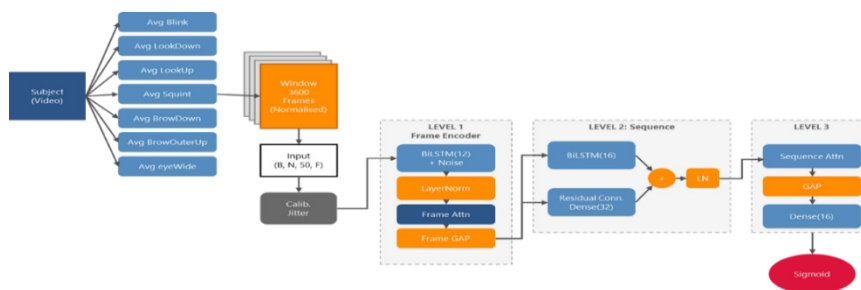 Subject
(Video)
Avg Blink
Avg LookDown
Avg LookUp
Avg Squint
Avg BrowDown
Avg BrowOuterUp
Avg eyeWide
Window
3600
Frames
(Normalised)
Input
(B, N, 50, F)
Calib.
Jitter
LEVEL 1
Frame Encoder
BiLSTM(12)
+ Noise
LayerNorm
Frame Attn
Frame GAP
LEVEL 2: Sequence
BiLSTM(16)
Residual Conn.
Dense(32)
+
LN
LEVEL 3
Sequence Attn
GAP
Dense(16)
Sigmoid